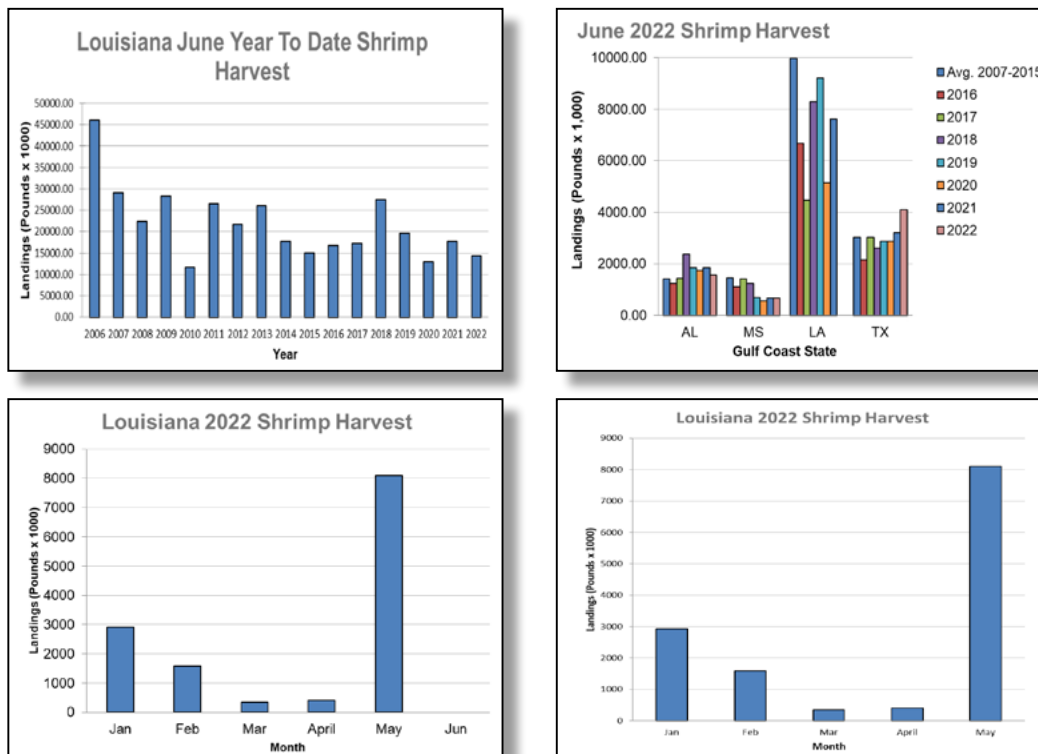 Louisiana June Year To Date Shrimp
Harvest
Landings (Pounds x 1000)
50000.00
45000.00
40000.00
35000.00
30000.00
25000.00
20000.00
15000.00
10000.00
5000.00
0.00
2006 2007 2008 2009 2010 2011 2012 2013 2014 2015 2016 2017 2018 2019 2020 2021 2022
Year
June 2022 Shrimp Harvest
Landings (Pounds x 1,000)
10000.00
8000.00
6000.00
4000.00
2000.00
0.00
AL MS LA TX
Gulf Coast State
Avg. 2007-2015
2016
2017
2018
2019
2020
2021
2022
Louisiana 2022 Shrimp Harvest
Landings (Pounds x 1000)
9000
8000
7000
6000
5000
4000
3000
2000
1000
0
Jan Feb Mar April May Jun
Month
Louisiana 2022 Shrimp Harvest
Landings (Pounds x 1000)
9000
8000
7000
6000
5000
4000
3000
2000
1000
0
Jan Feb Mar April May
Month